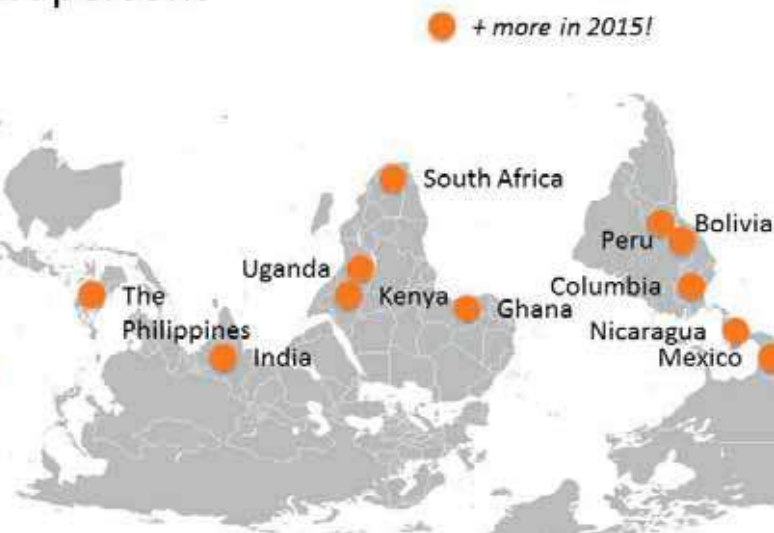 + more in 2015!
South Africa
Peru
Bolivia
Uganda
Kenya
Columbia
The
Philippines
Ghana
Nicaragua
India
Mexico